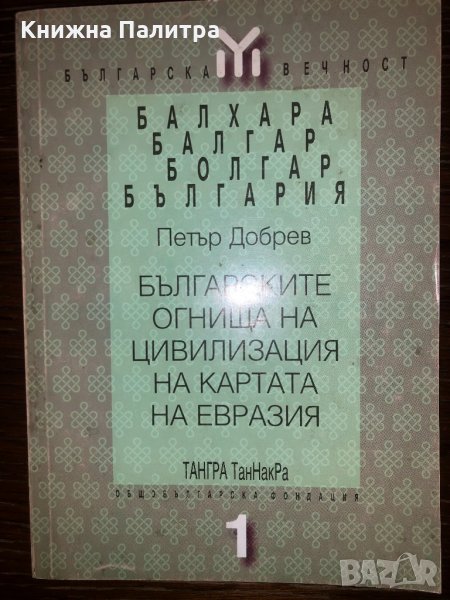 Книжна Палитра
БЪЛГАРСКА ВЕЧНОСТ
БАЛХАРА
БАЛГАР
БОЛГАР
БЪЛГАРИЯ
Петър Добрев
БЪЛГАРСКИТЕ
ОГНИЩА НА
ЦИВИЛИЗАЦИЯ
НА КАРТАТА
НА ЕВРАЗИЯ
ТАНГРА ТанНакРа
ОБЩОБЪЛГАРСКА ФОНДАЦИЯ
1
BAZAR